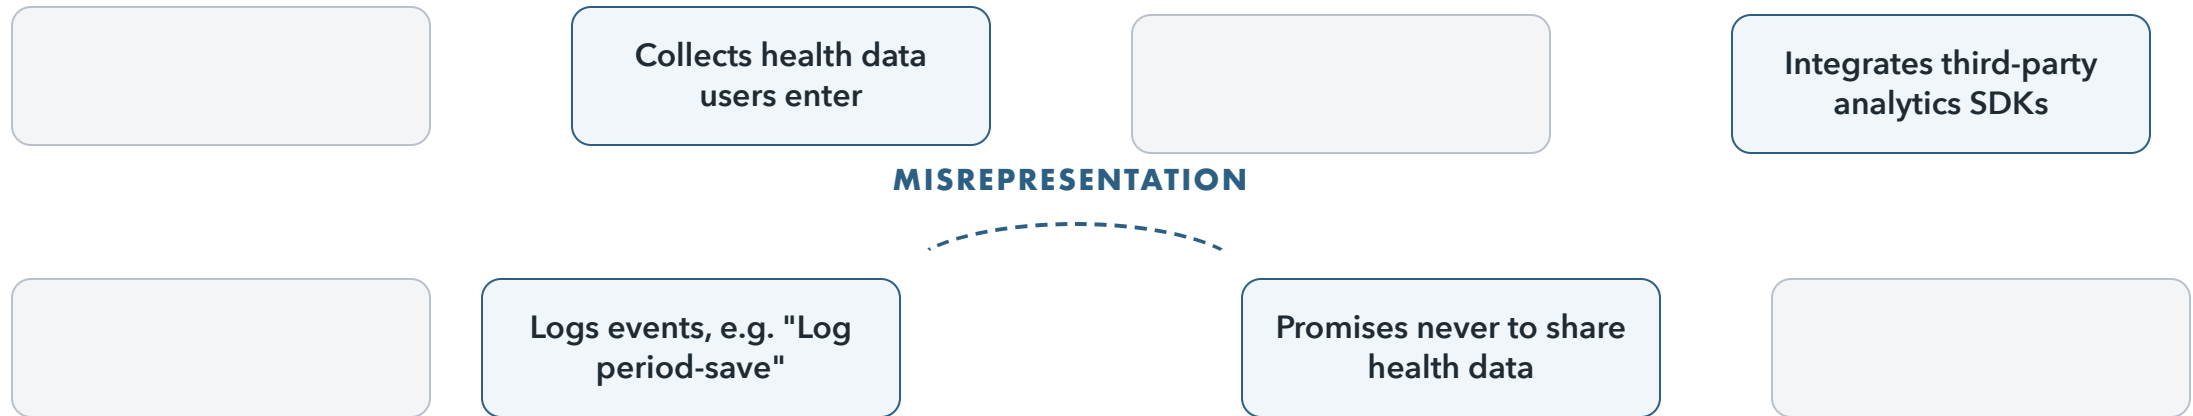 Collects health data
users enter
Integrates third-party
analytics SDKs
MISREPRESENTATION
Logs events, e.g. "Log
period-save"
Promises never to share
health data